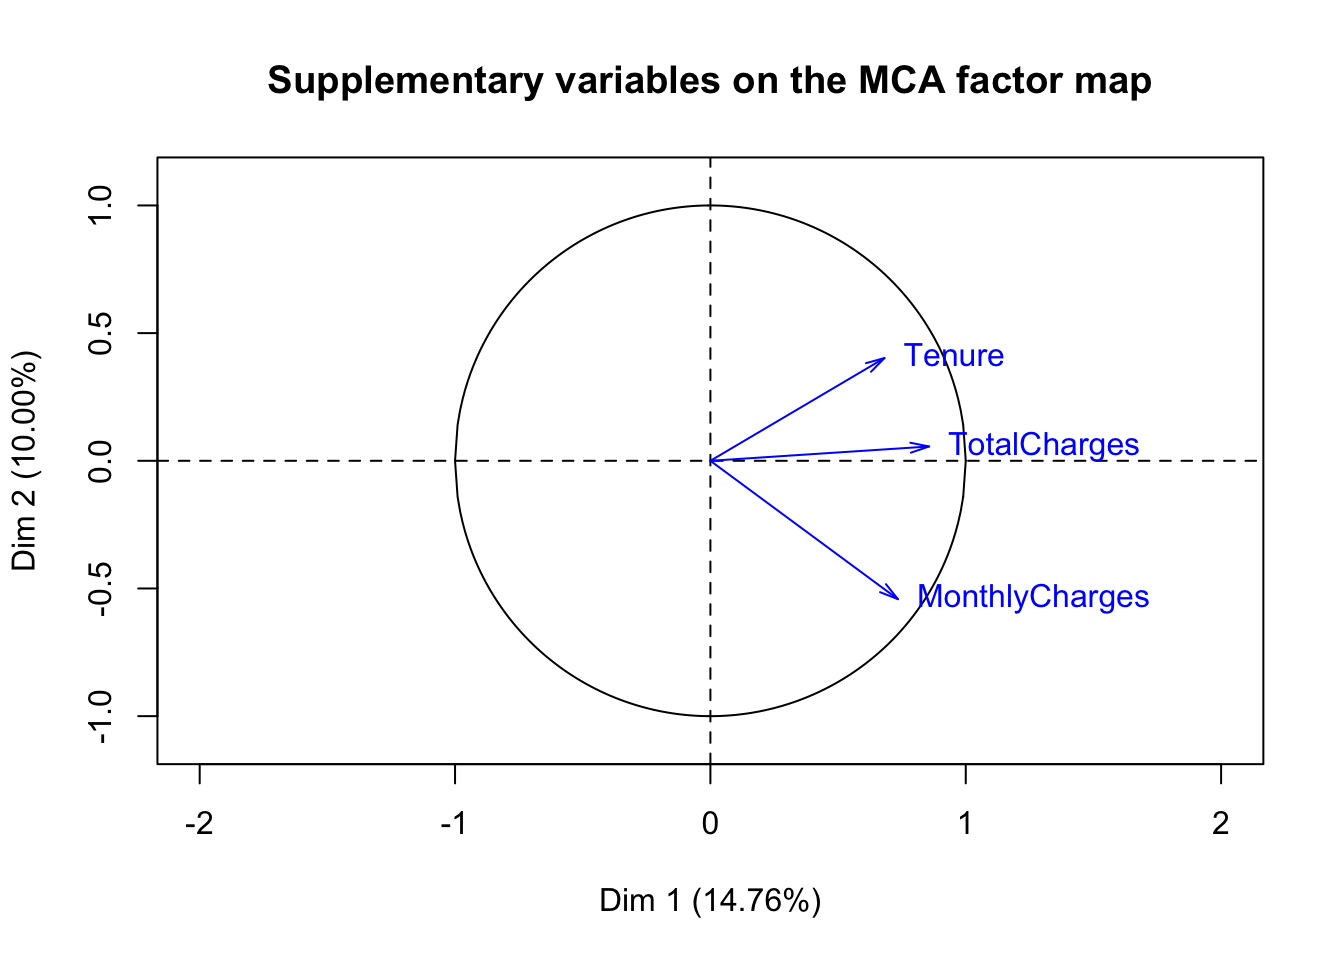 Supplementary variables on the MCA factor map
1.0
0.5
0.0
-0.5
-1.0
Dim 2 (10.00%)
Tenure
TotalCharges
MonthlyCharges
-2 -1 0 1 2
Dim 1 (14.76%)